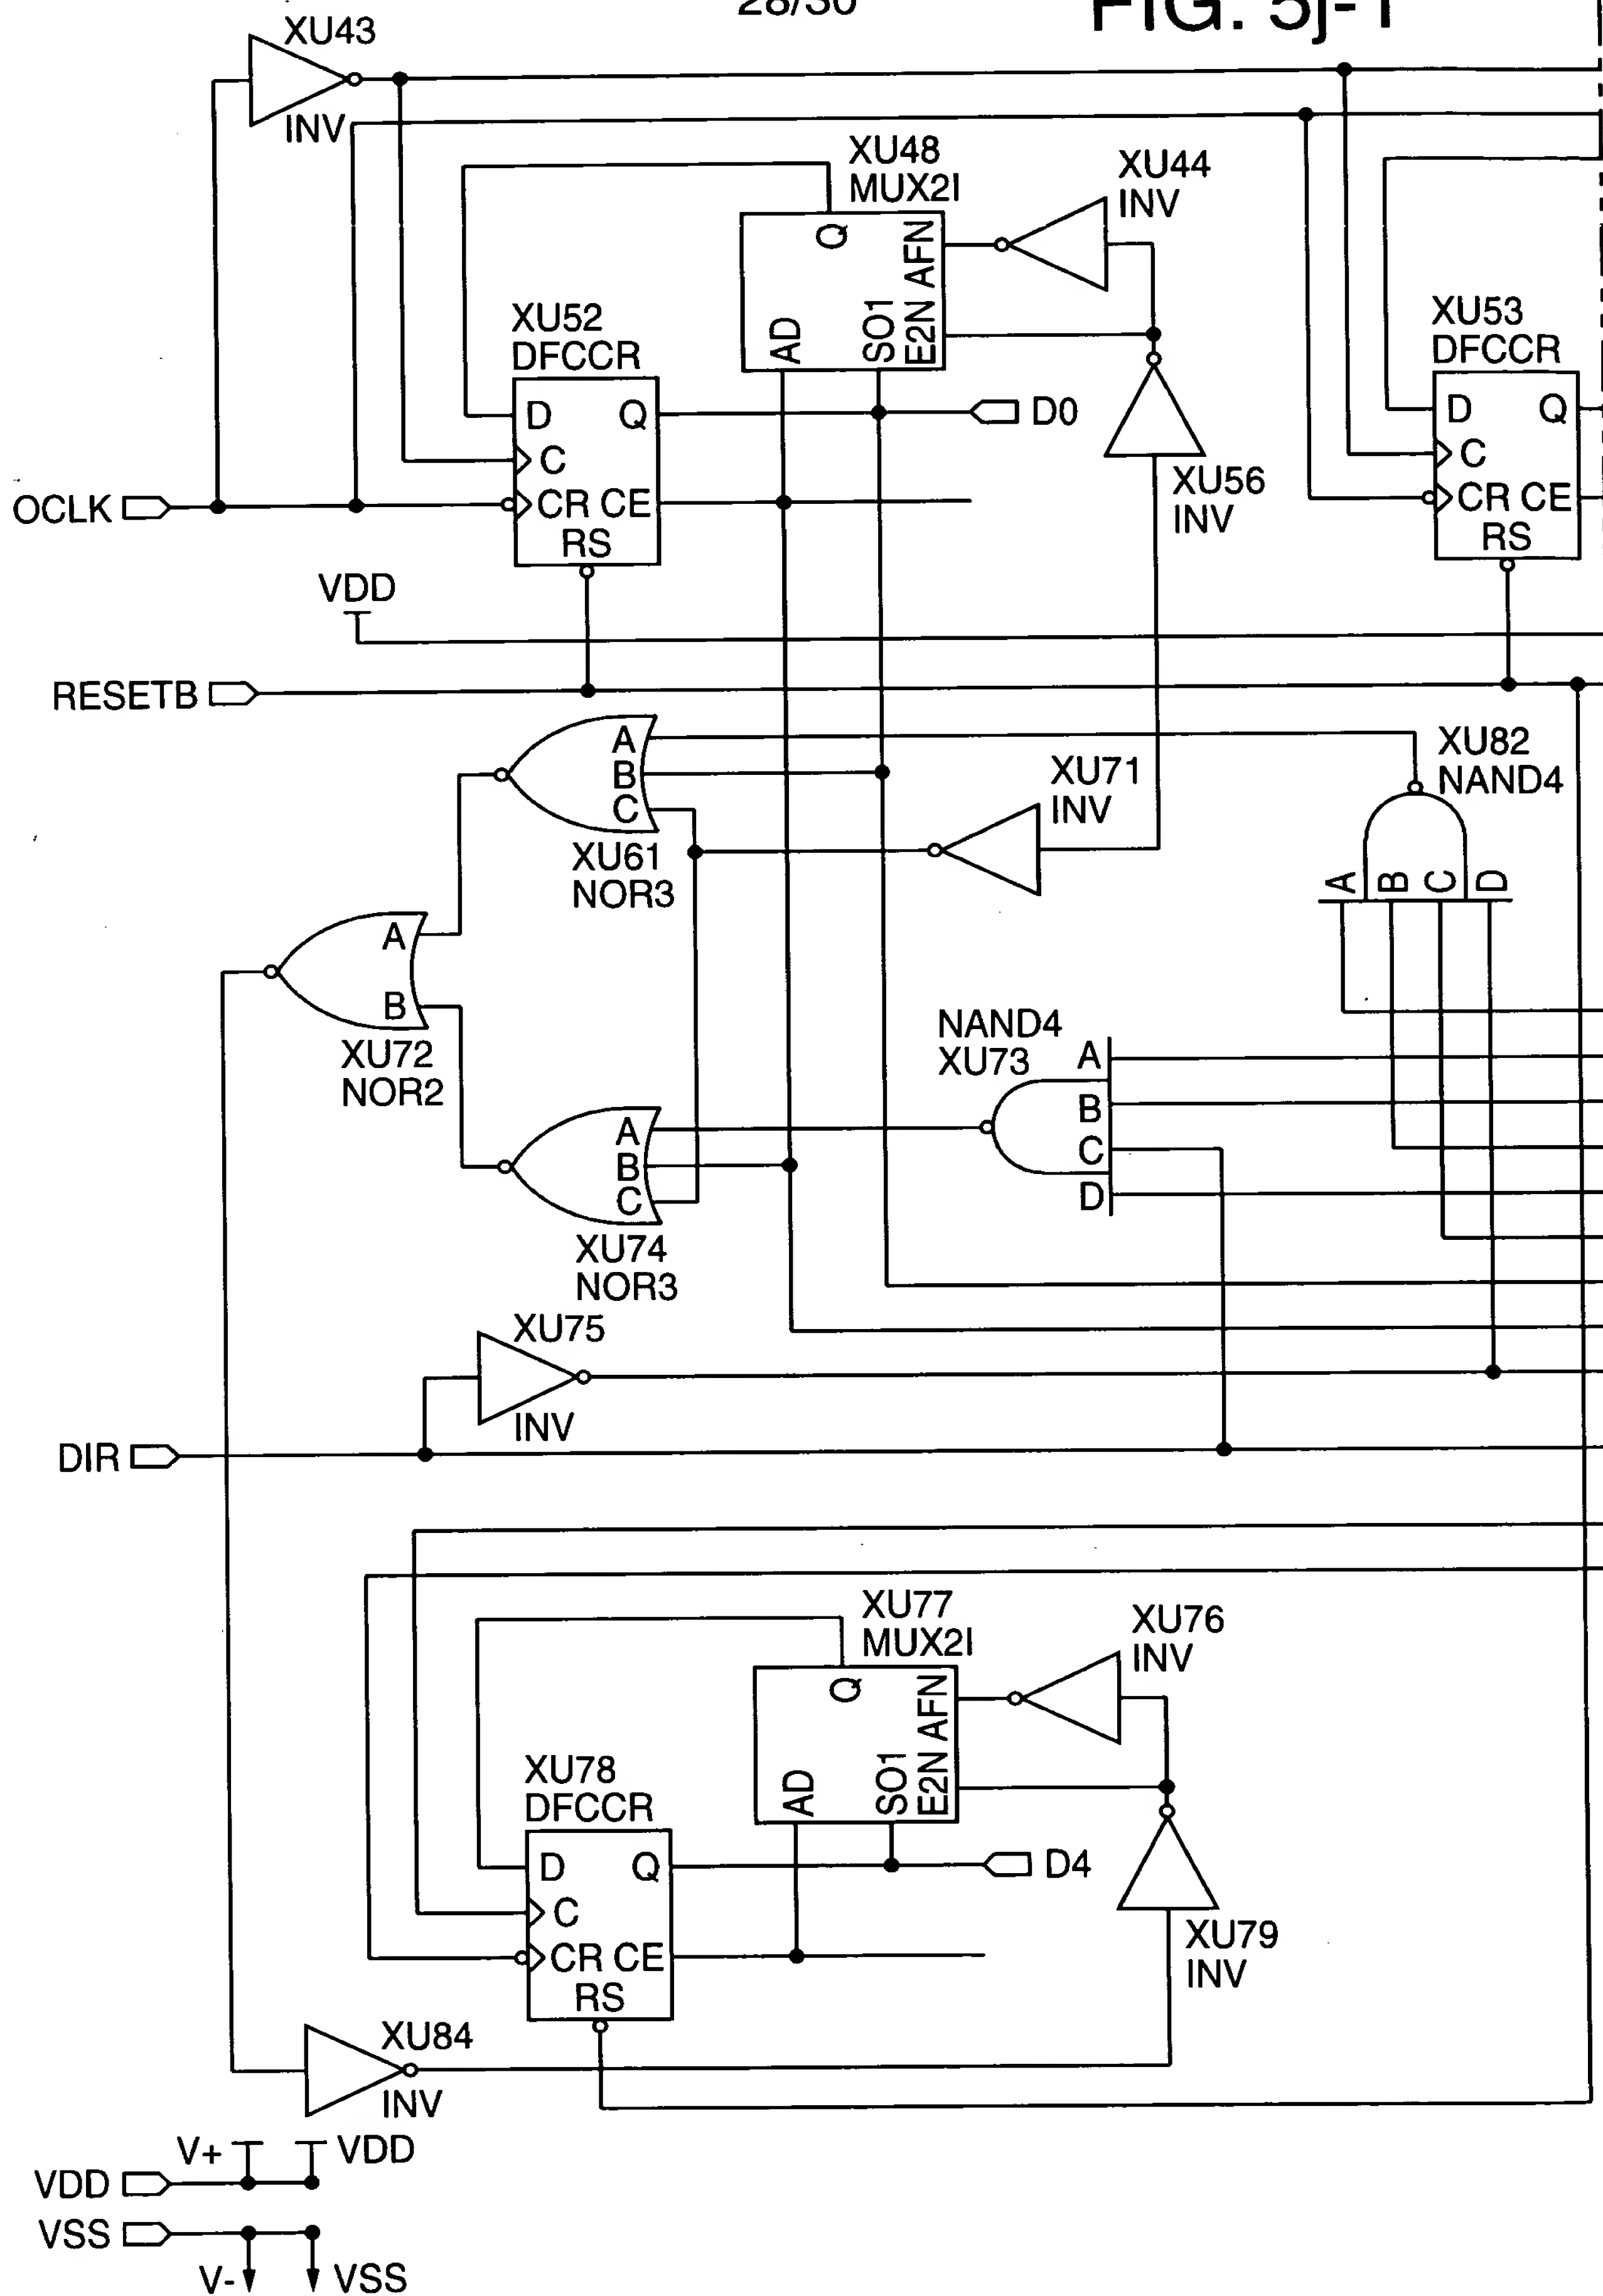 28/30
FIG. 5j-1
XU43
INV
XU48
MUX2I
Q
AFN
AD
SO1
E2N
XU44
INV
XU52
DFCCR
D Q
C
CR CE
RS
D0
XU56
INV
XU53
DFCCR
D Q
C
CR CE
RS
OCLK
VDD
RESETB
A
B
C
XU61
NOR3
XU71
INV
XU82
NAND4
A B C D
A
B
XU72
NOR2
NAND4
XU73
A
B
C
D
A
B
C
XU74
NOR3
XU75
INV
DIR
XU77
MUX2I
Q
AFN
AD
SO1
E2N
XU76
INV
XU78
DFCCR
D Q
C
CR CE
RS
D4
XU79
INV
XU84
INV
V+ VDD
VDD
VSS
V- VSS